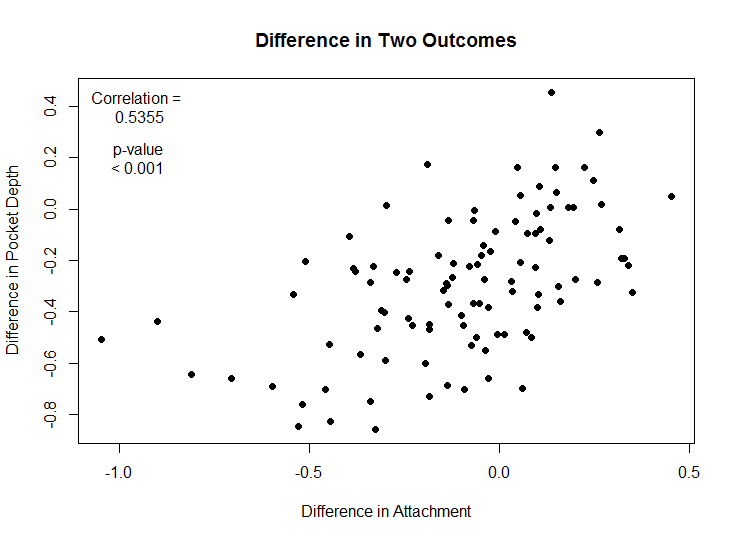 Difference in Two Outcomes
Correlation =
0.5355
p-value
< 0.001
Difference in Pocket Depth
0.4
0.2
0.0
-0.2
-0.4
-0.6
-0.8
-1.0
-0.5
0.0
0.5
Difference in Attachment